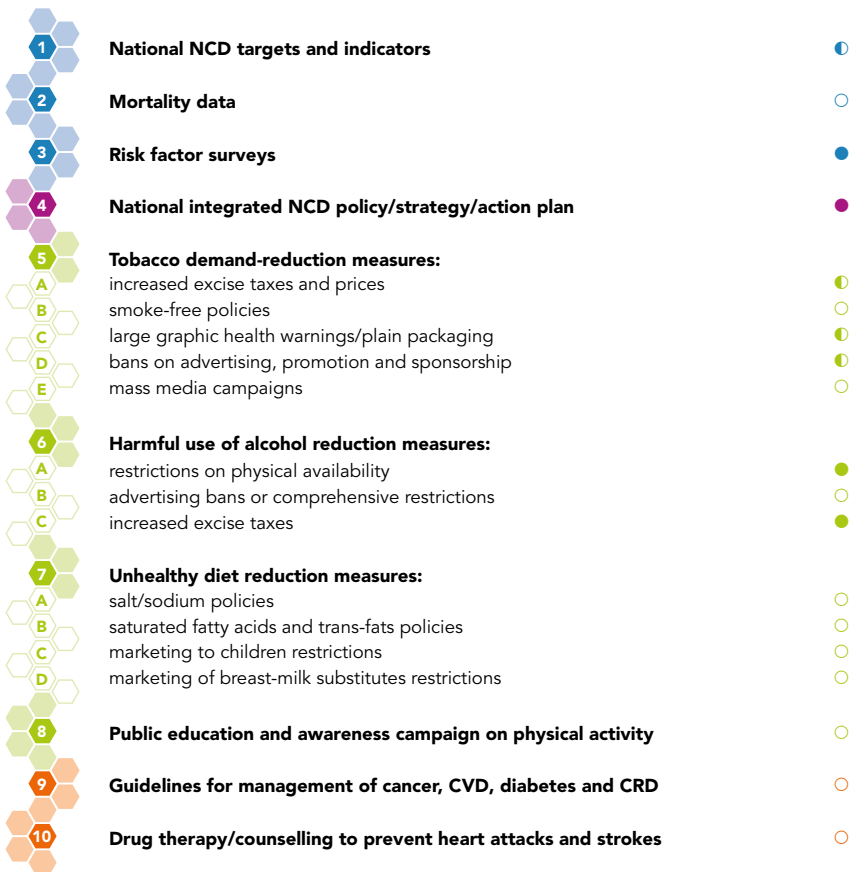 1 National NCD targets and indicators ◐
2 Mortality data ○
3 Risk factor surveys ●
4 National integrated NCD policy/strategy/action plan ●
5 Tobacco demand-reduction measures:
A increased excise taxes and prices ◐
B smoke-free policies ○
C large graphic health warnings/plain packaging ◐
D bans on advertising, promotion and sponsorship ◐
E mass media campaigns ○
6 Harmful use of alcohol reduction measures:
A restrictions on physical availability ●
B advertising bans or comprehensive restrictions ○
C increased excise taxes ●
7 Unhealthy diet reduction measures:
A salt/sodium policies ○
B saturated fatty acids and trans-fats policies ○
C marketing to children restrictions ○
D marketing of breast-milk substitutes restrictions ○
8 Public education and awareness campaign on physical activity ○
9 Guidelines for management of cancer, CVD, diabetes and CRD ○
10 Drug therapy/counselling to prevent heart attacks and strokes ○